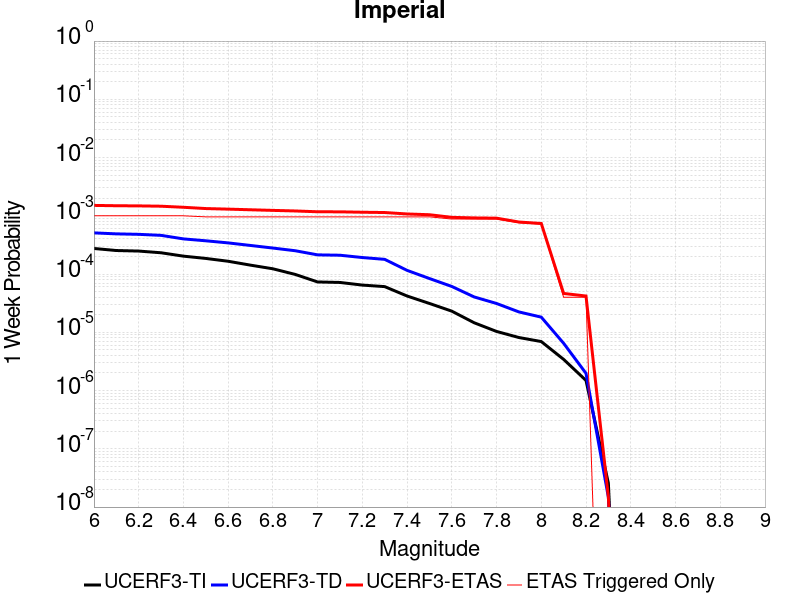 Imperial
10 0
10 -1
10 -2
10 -3
10 -4
10 -5
10 -6
10 -7
10 -8
1 Week Probability
6 6.2 6.4 6.6 6.8 7 7.2 7.4 7.6 7.8 8 8.2 8.4 8.6 8.8 9
Magnitude
UCERF3-TI UCERF3-TD UCERF3-ETAS ETAS Triggered Only